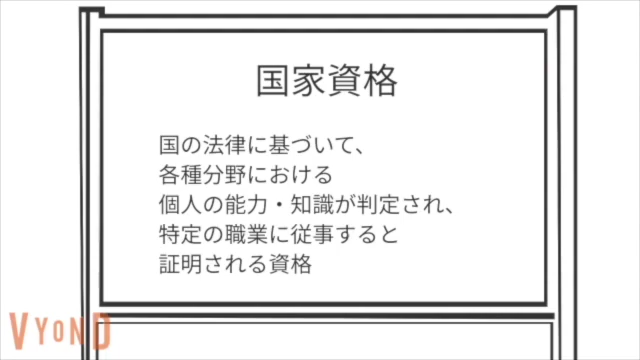 国家資格
国の法律に基づいて、
各種分野における
個人の能力・知識が判定され、
特定の職業に従事すると
証明される資格
VYOND